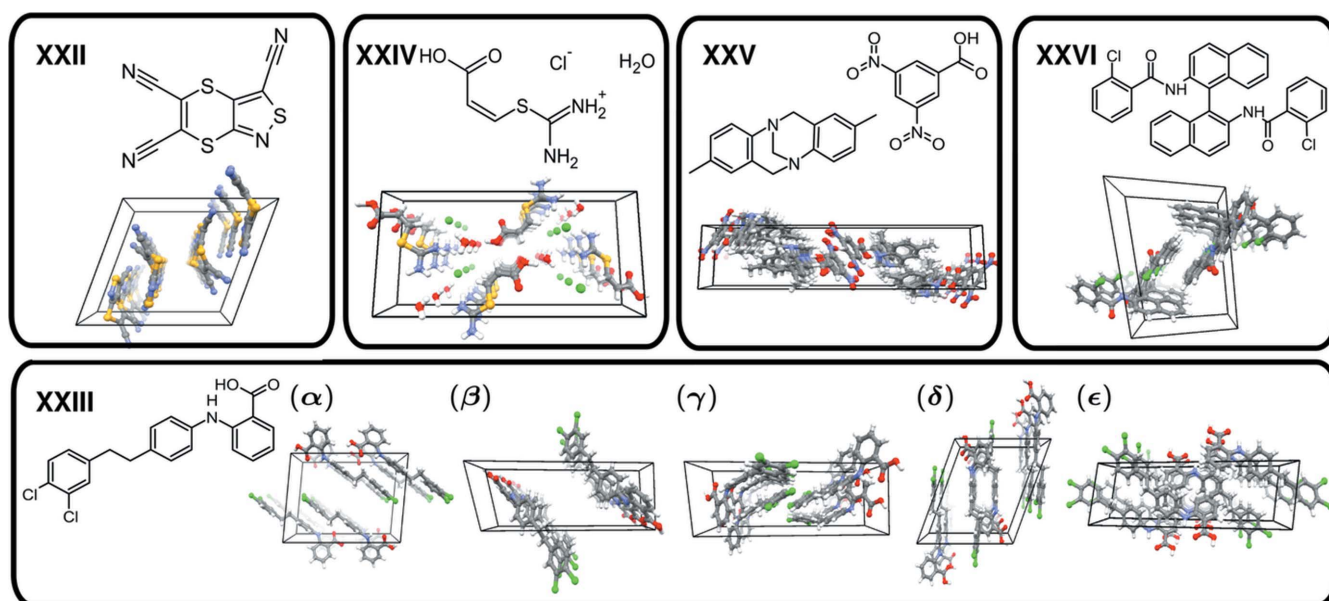 XXII
N
N
S
S
N
S
N
XXIV
HO
O
Cl⁻
H₂O
S
NH₂⁺
NH₂
XXV
OH
O
O
N
O
N
N
N
O
O
XXVI
Cl
O
NH
NH
O
Cl
XXIII
HO
O
H
N
Cl
Cl
(α)
(β)
(γ)
(δ)
(ϵ)